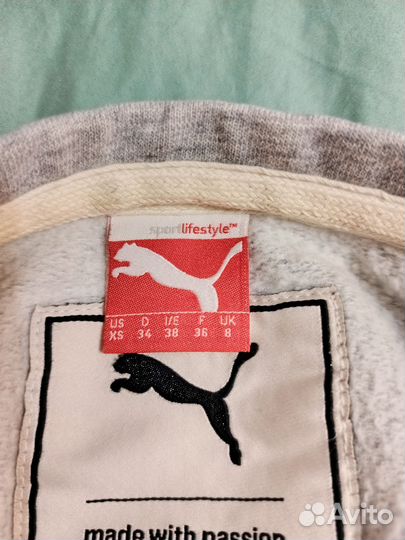 sportlifestyle™
US D I/E F UK
XS 34 38 36 8
made with passion
Avito